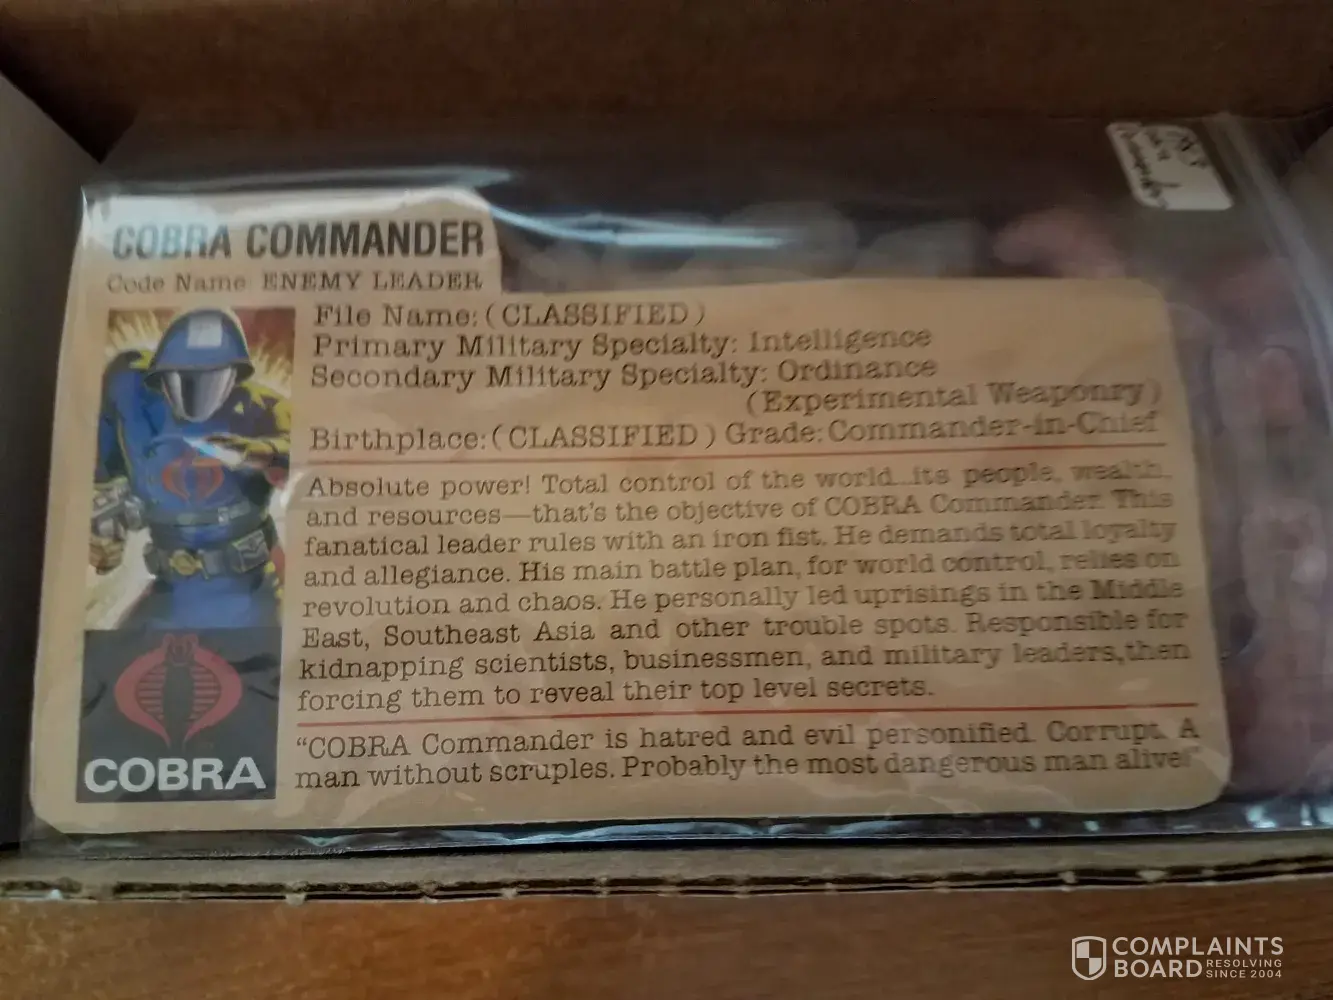 COBRA COMMANDER
Code Name ENEMY LEADER
File Name: (CLASSIFIED)
Primary Military Specialty: Intelligence
Secondary Military Specialty: Ordinance
(Experimental Weaponry)
Birthplace: (CLASSIFIED) Grade: Commander-in-Chief
Absolute power! Total control of the world...its people, wealth,
and resources—that's the objective of COBRA Commander. This
fanatical leader rules with an iron fist. He demands total loyalty
and allegiance. His main battle plan, for world control, relies on
revolution and chaos. He personally led uprisings in the Middle
East, Southeast Asia and other trouble spots. Responsible for
kidnapping scientists, businessmen, and military leaders, then
forcing them to reveal their top level secrets.
"COBRA Commander is hatred and evil personified. Corrupt. A
man without scruples. Probably the most dangerous man alive."
COBRA
Commander
COMPLAINTS
BOARD RESOLVING
SINCE 2004